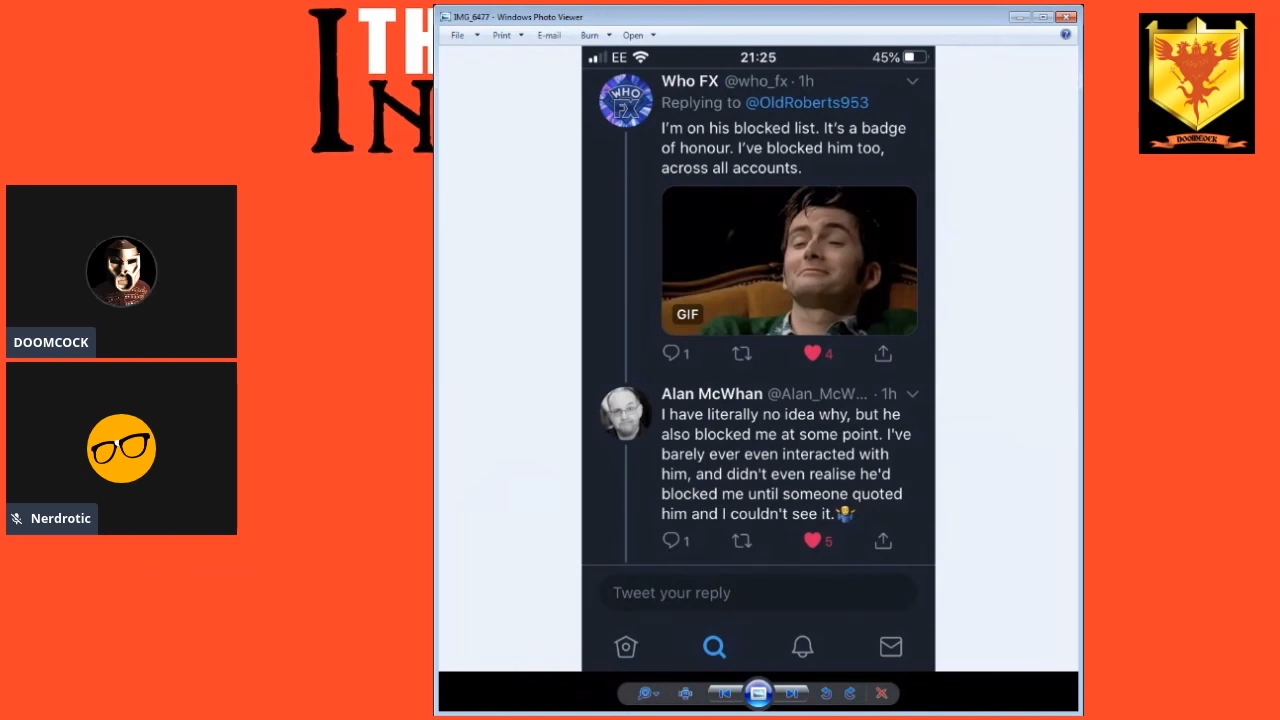 IMG_6477 - Windows Photo Viewer
File Print E-mail Burn Open
TH
IN
EE 21:25 45%
Who FX @who_fx · 1h
Replying to @OldRoberts953
I'm on his blocked list. It's a badge
of honour. I've blocked him too,
across all accounts.
WHO
FX
GIF
1 4
Alan McWhan @Alan_McW... · 1h
I have literally no idea why, but he
also blocked me at some point. I've
barely ever even interacted with
him, and didn't even realise he'd
blocked me until someone quoted
him and I couldn't see it.🤷
1 5
Tweet your reply
DOOMCOCK
DOOMCOCK
Nerdrotic